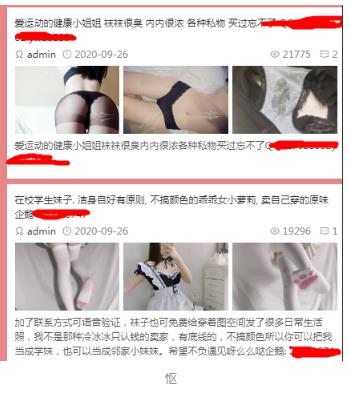 爱运动的健康小姐姐 袜袜很臭 内内很浓 各种私物 买过忘不了
admin 2020-09-26 21775 2
爱运动的健康小姐姐袜袜很臭内内很浓各种私物买过忘不了
在校学生妹子. 洁身自好有原则, 不搞颜色的乖乖女小萝莉, 卖自己穿的原味
企鹅
admin 2020-09-26 19296 1
加了联系方式可语音验证，袜子也可免费给穿着图空间发了很多日常生活
照，我不是那种冷冰冰只认钱的卖家，有底线的，不搞颜色所以你可以把我
当成学妹，也可以当成邻家小妹妹。希望不负遇见呀么么哒企鹅: